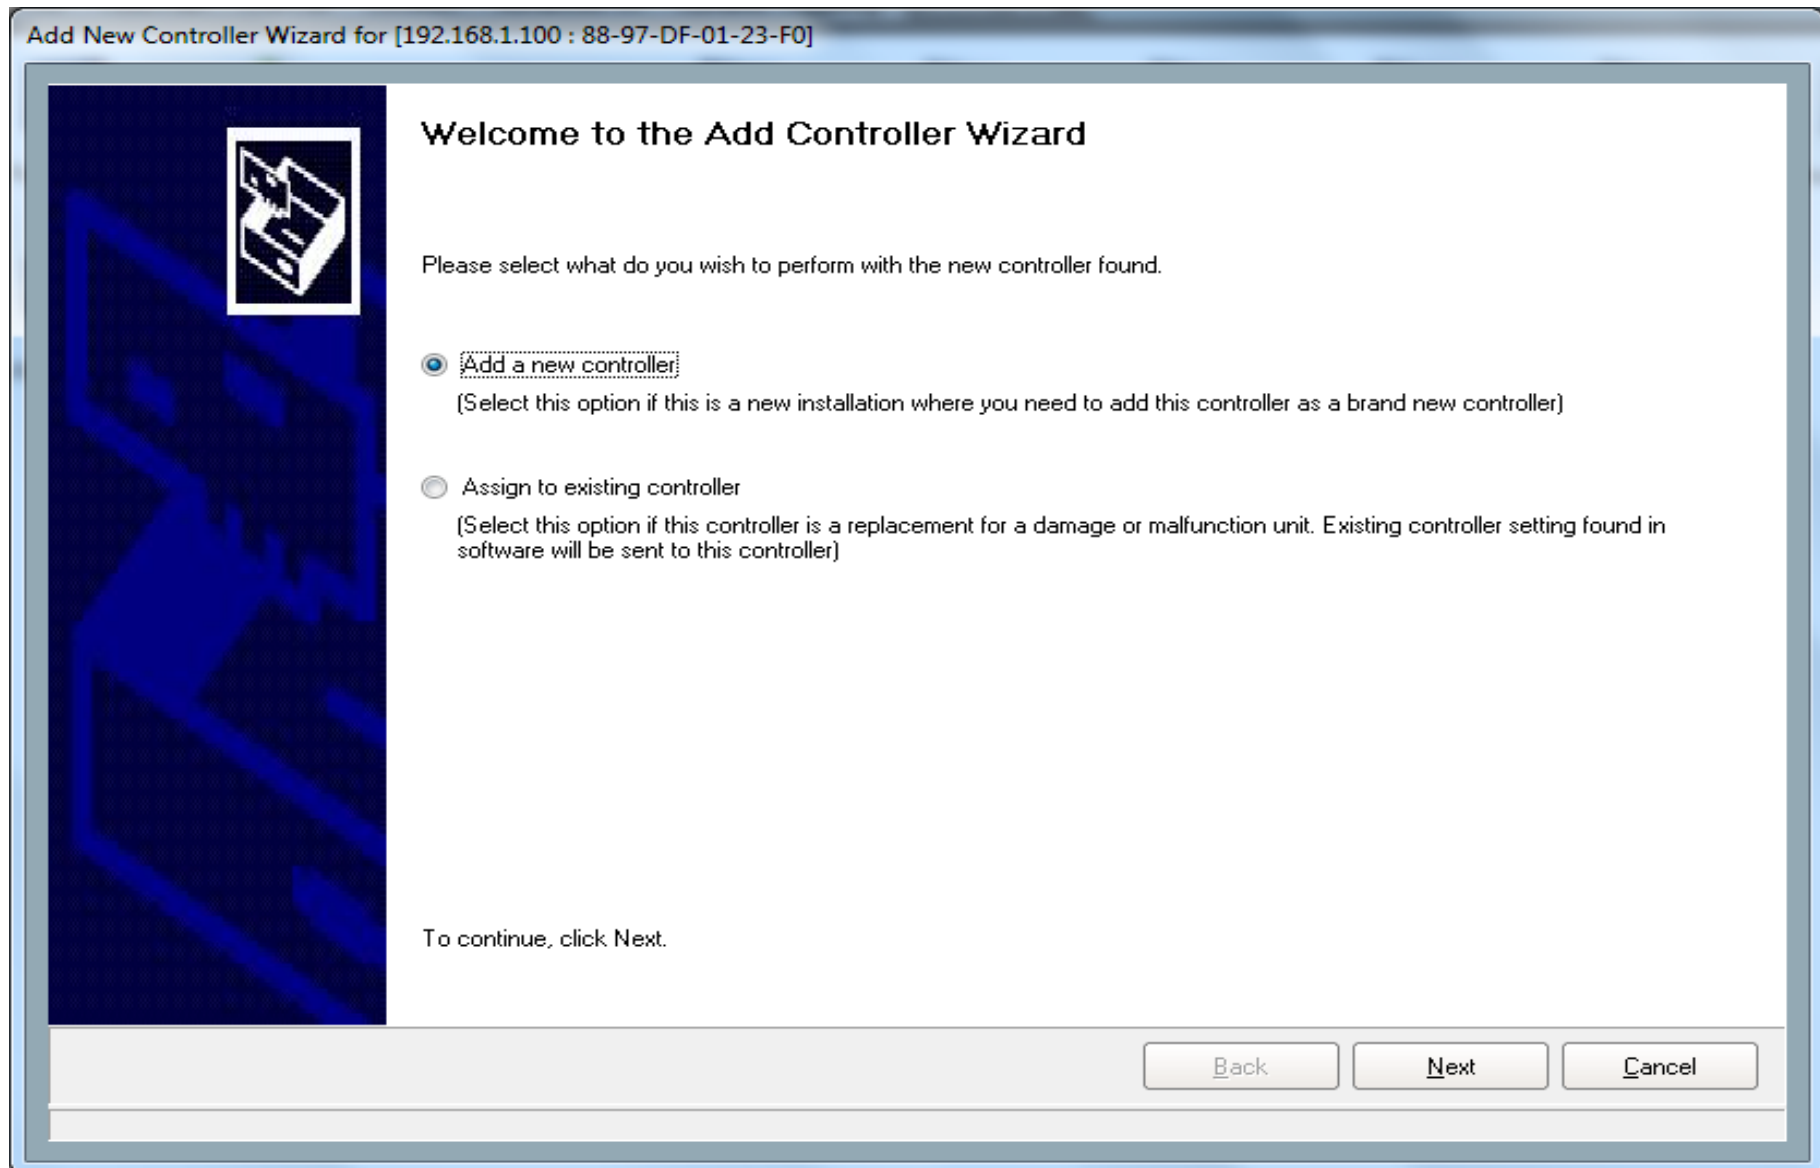 Add New Controller Wizard for [192.168.1.100 : 88-97-DF-01-23-F0]
Welcome to the Add Controller Wizard
Please select what do you wish to perform with the new controller found.
Add a new controller
(Select this option if this is a new installation where you need to add this controller as a brand new controller)
Assign to existing controller
(Select this option if this controller is a replacement for a damage or malfunction unit. Existing controller setting found in
software will be sent to this controller)
To continue, click Next.
Back Next Cancel